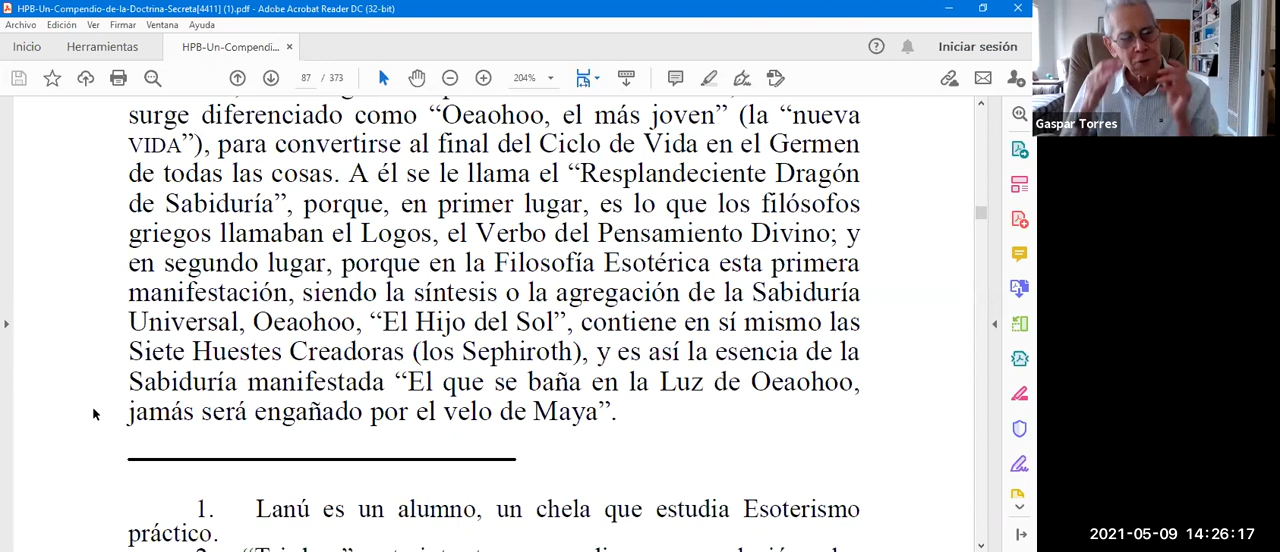 HPB-Un-Compendio-de-la-Doctrina-Secreta[4411] (1).pdf - Adobe Acrobat Reader DC (32-bit)
Archivo Edición Ver Firmar Ventana Ayuda
Inicio Herramientas HPB-Un-Compendi... × Iniciar sesión
87 / 373 204%
surge diferenciado como “Oeaohoo, el más joven” (la “nueva
VIDA”), para convertirse al final del Ciclo de Vida en el Germen
de todas las cosas. A él se le llama el “Resplandeciente Dragón
de Sabiduría”, porque, en primer lugar, es lo que los filósofos
griegos llamaban el Logos, el Verbo del Pensamiento Divino; y
en segundo lugar, porque en la Filosofía Esotérica esta primera
manifestación, siendo la síntesis o la agregación de la Sabiduría
Universal, Oeaohoo, “El Hijo del Sol”, contiene en sí mismo las
Siete Huestes Creadoras (los Sephiroth), y es así la esencia de la
Sabiduría manifestada “El que se baña en la Luz de Oeaohoo,
jamás será engañado por el velo de Maya”.
1. Lanú es un alumno, un chela que estudia Esoterismo
práctico.
Gaspar Torres
2021-05-09 14:26:17